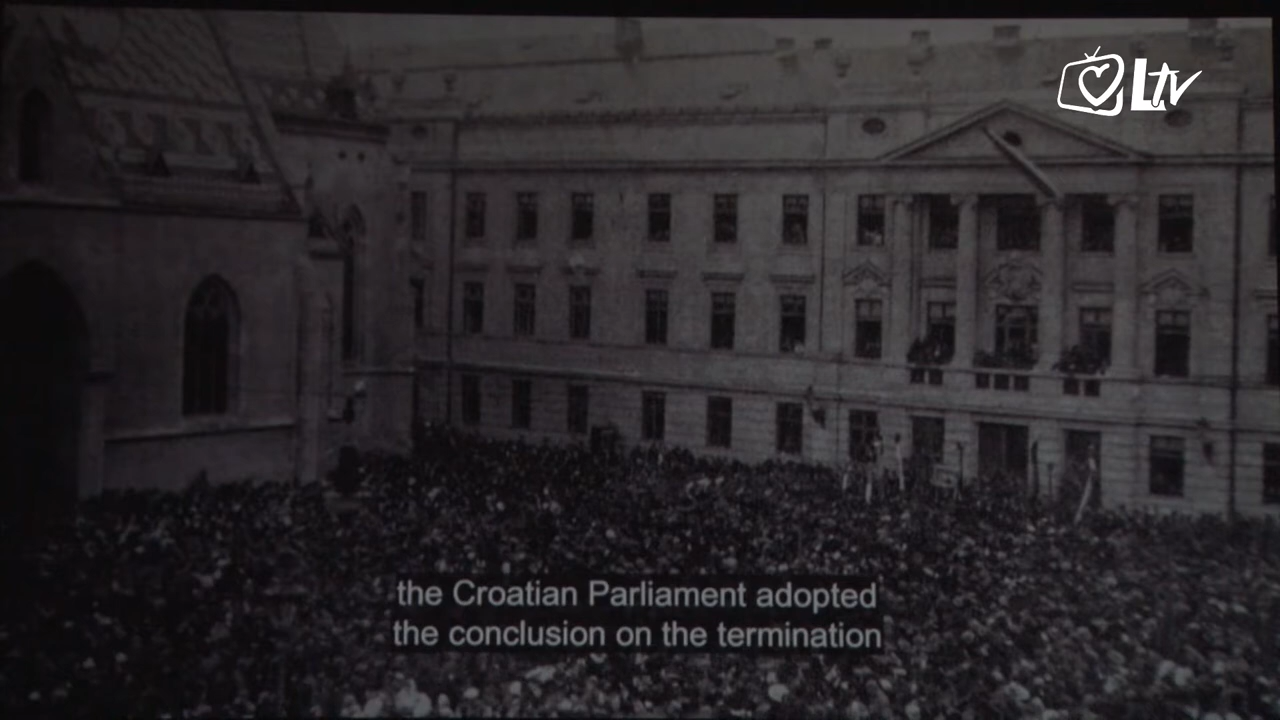 Ltv
the Croatian Parliament adopted
the conclusion on the termination